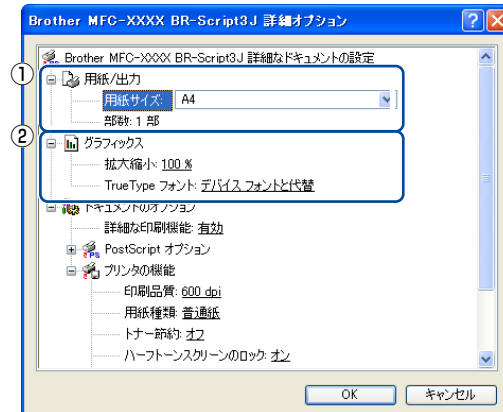 Brother MFC-XXXX BR-Script3J 詳細オプション
Brother MFC-XXXX BR-Script3J 詳細なドキュメントの設定
①
用紙/出力
用紙サイズ: A4
部数: 1 部
②
グラフィックス
拡大縮小: 100 %
TrueType フォント: デバイス フォントと代替
ドキュメントのオプション
詳細な印刷機能: 有効
PostScript オプション
プリンタの機能
印刷品質: 600 dpi
用紙種類: 普通紙
トナー節約: オフ
ハーフトーンスクリーンのロック: オン
OK
キャンセル